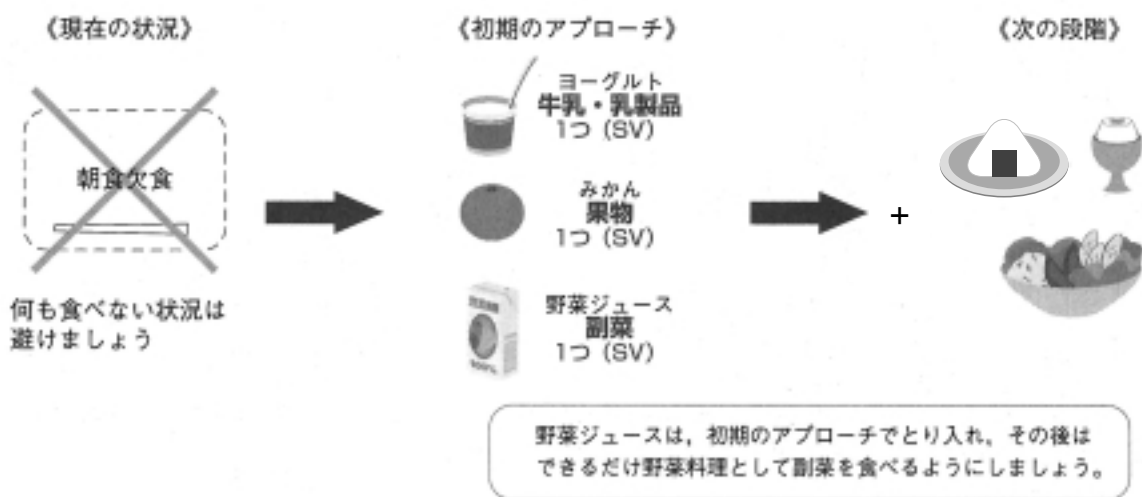 《現在の状況》
朝食欠食
何も食べない状況は
避けましょう
《初期のアプローチ》
ヨーグルト
牛乳・乳製品
1つ（SV）
みかん
果物
1つ（SV）
野菜ジュース
副菜
1つ（SV）
《次の段階》
+
野菜ジュースは，初期のアプローチでとり入れ，その後は
できるだけ野菜料理として副菜を食べるようにしましょう。